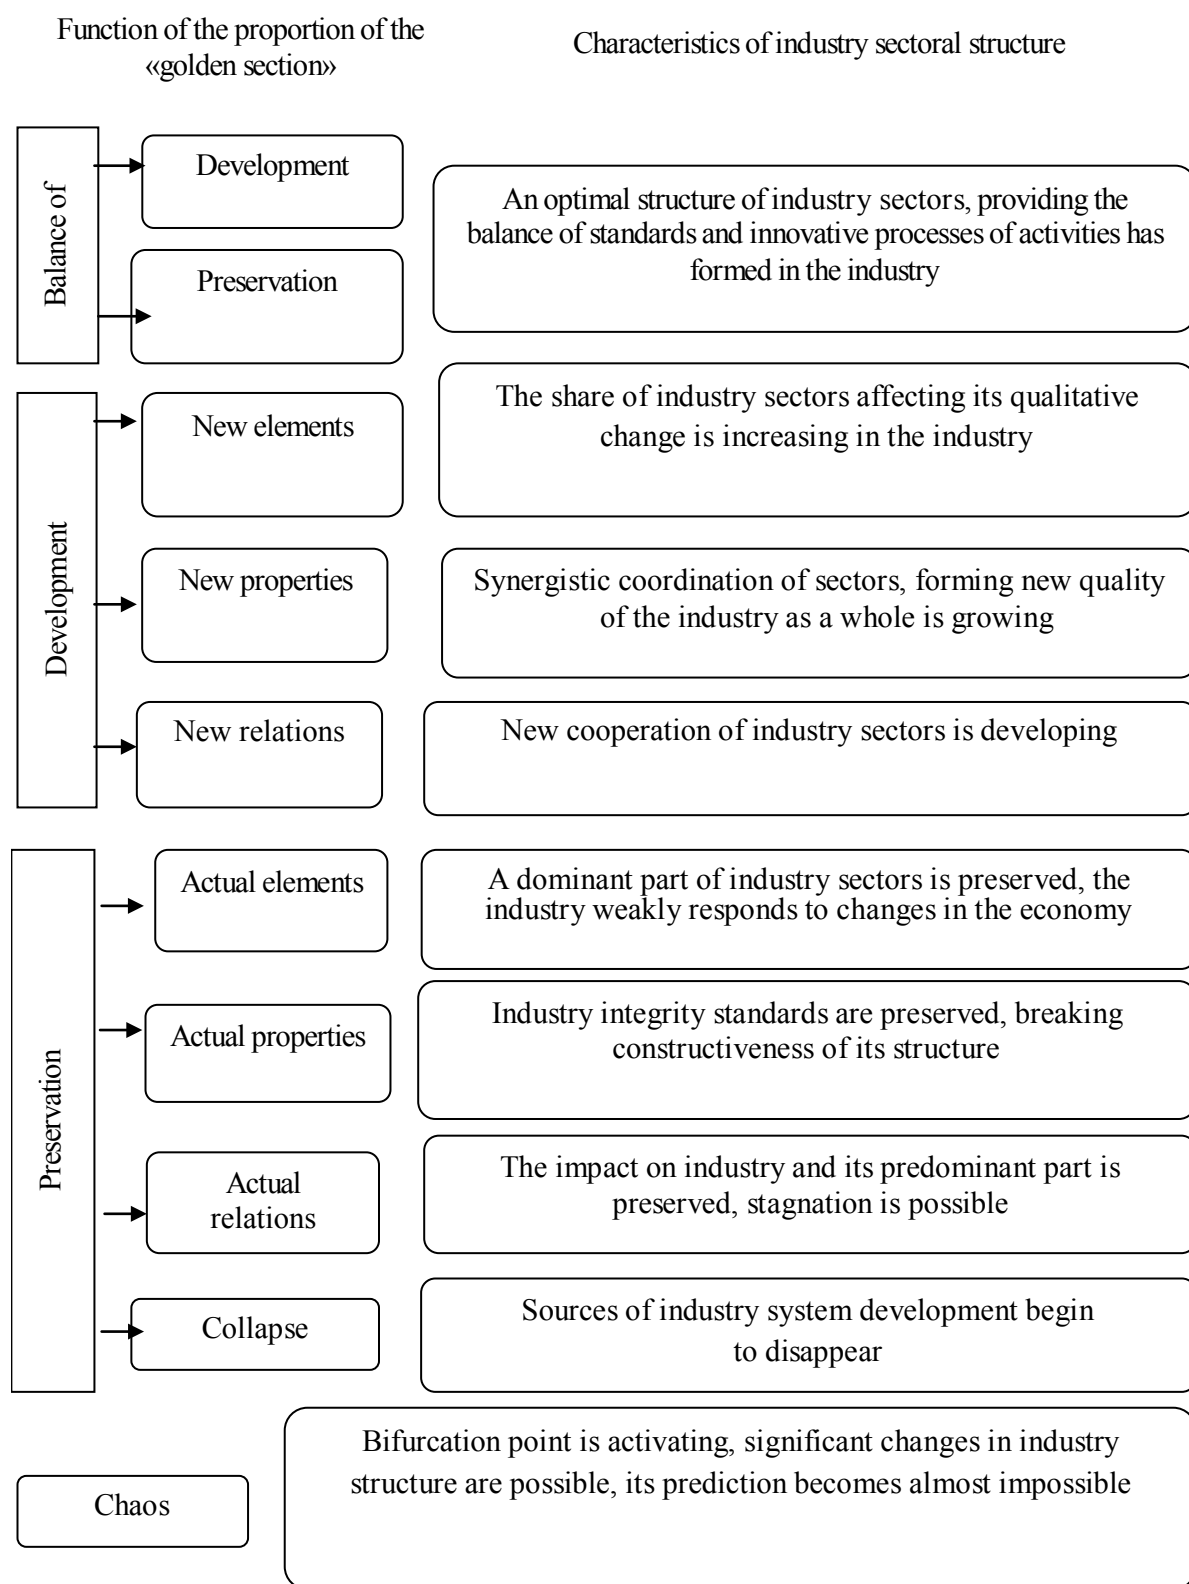 Function of the proportion of the
«golden section»
Characteristics of industry sectoral structure
Balance of
Development
Preservation
An optimal structure of industry sectors, providing the
balance of standards and innovative processes of activities has
formed in the industry
Development
New elements
The share of industry sectors affecting its qualitative
change is increasing in the industry
New properties
Synergistic coordination of sectors, forming new quality
of the industry as a whole is growing
New relations
New cooperation of industry sectors is developing
Preservation
Actual elements
A dominant part of industry sectors is preserved, the
industry weakly responds to changes in the economy
Actual properties
Industry integrity standards are preserved, breaking
constructiveness of its structure
Actual
relations
The impact on industry and its predominant part is
preserved, stagnation is possible
Collapse
Sources of industry system development begin
to disappear
Chaos
Bifurcation point is activating, significant changes in industry
structure are possible, its prediction becomes almost impossible